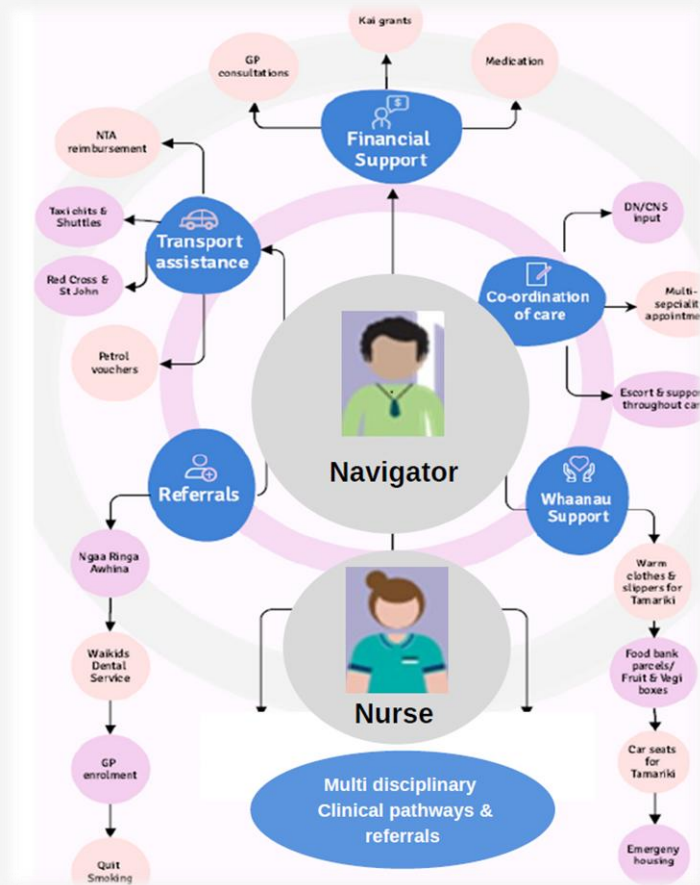 Kai grants
GP
consultations
Medication
$
Financial
Support
NTA
reimbursement
Taxi chits &
Shuttles
Red Cross &
St John
Petrol
vouchers
Transport
assistance
DN/CNS
input
Co-ordination
of care
Multi-
sepcialit
appointme
Escort & suppo
throughout car
Navigator
Referrals
Ngaa Ringa
Awhina
Waikids
Dental
Service
GP
enrolment
Quit
Smoking
Whaanau
Support
Warm
clothes &
slippers for
Tamariki
Food bank
parcels/
Fruit & Vegi
boxes
Car seats
for
Tamariki
Emergeny
housing
Nurse
Multi disciplinary
Clinical pathways &
referrals